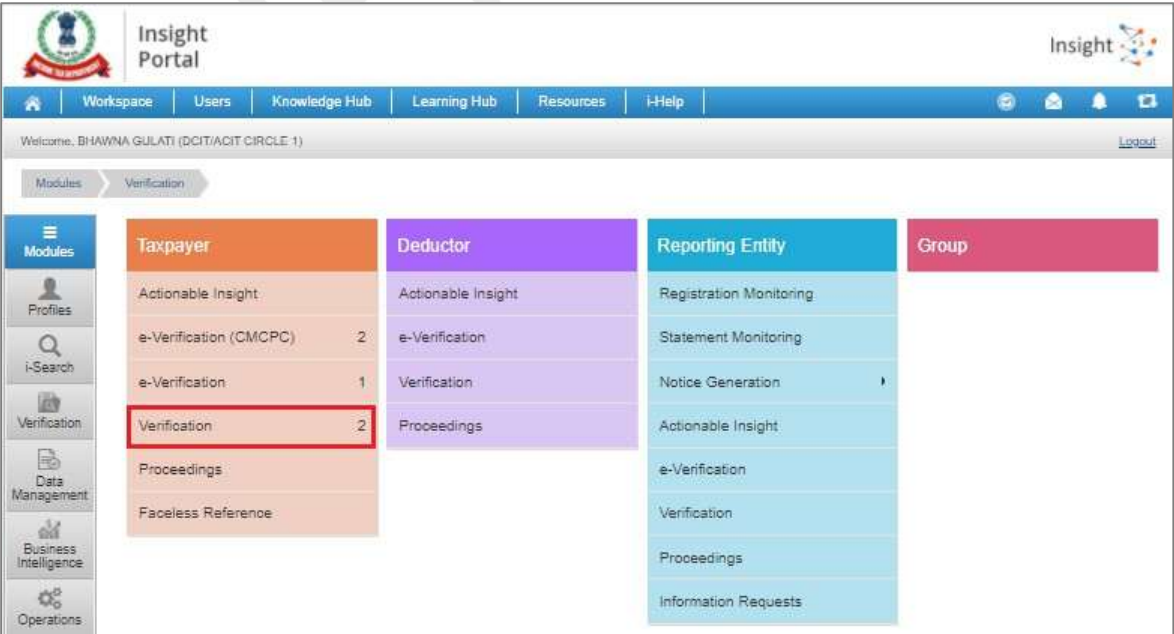 Insight
Portal
Insight
Workspace Users Knowledge Hub Learning Hub Resources i-Help
Welcome, BHAWNA GULATI (DCIT/ACIT CIRCLE 1) Logout
Modules Verification
Modules
Profiles
i-Search
Verification
Data
Management
Business
Intelligence
Operations
Taxpayer
Actionable Insight
e-Verification (CMCPC) 2
e-Verification 1
Verification 2
Proceedings
Faceless Reference
Deductor
Actionable Insight
e-Verification
Verification
Proceedings
Reporting Entity
Registration Monitoring
Statement Monitoring
Notice Generation
Actionable Insight
e-Verification
Verification
Proceedings
Information Requests
Group